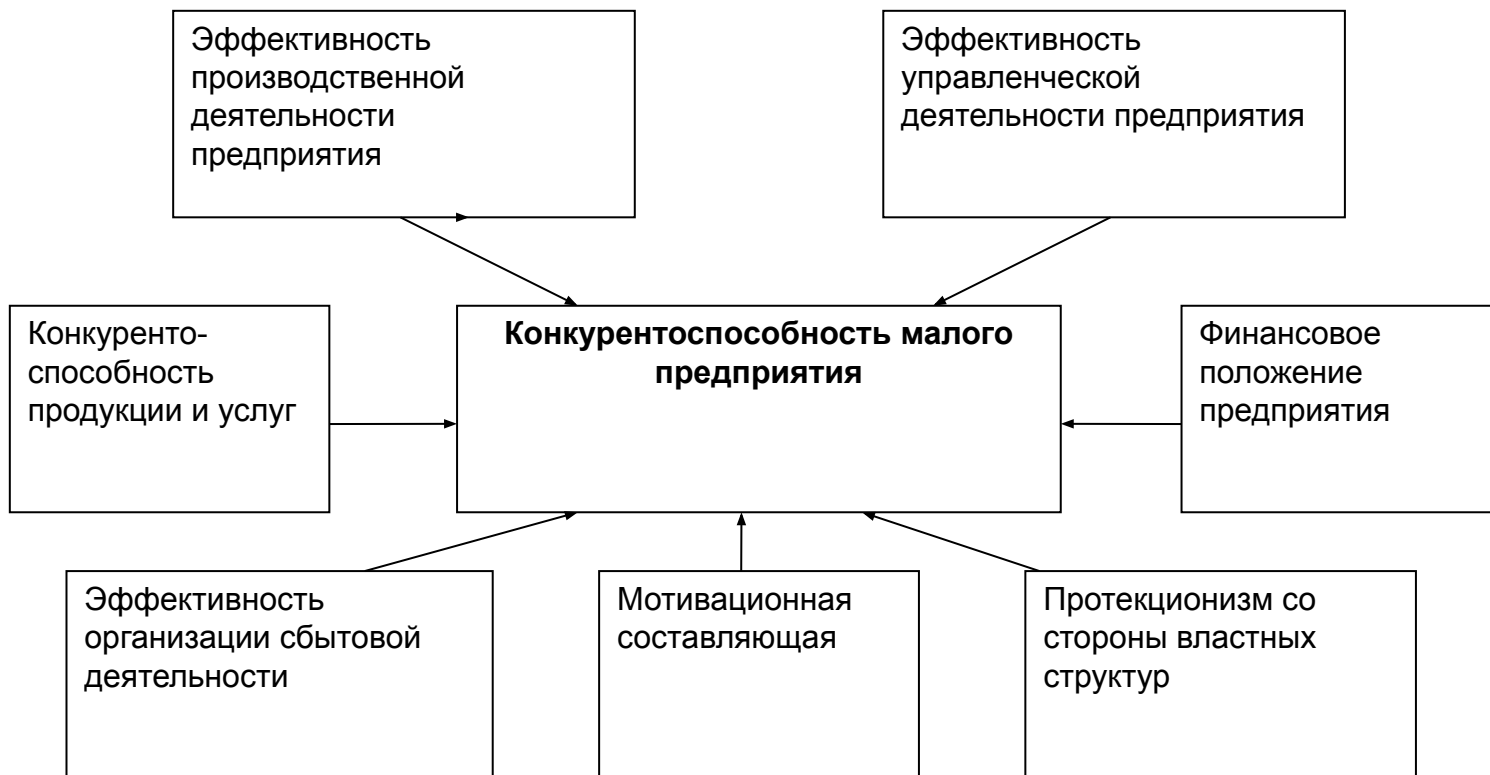 Эффективность
производственной
деятельности
предприятия
Эффективность
управленческой
деятельности предприятия
Конкуренто-
способность
продукции и услуг
Конкурентоспособность малого
предприятия
Финансовое
положение
предприятия
Эффективность
организации сбытовой
деятельности
Мотивационная
составляющая
Протекционизм со
стороны властных
структур